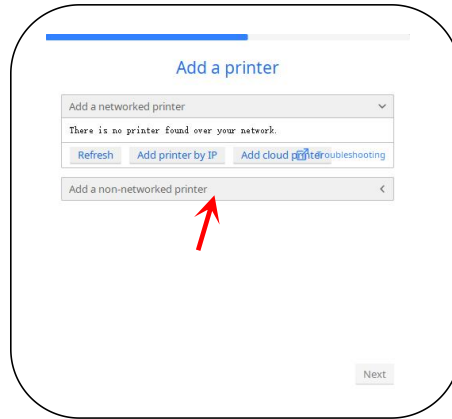 Add a printer
Add a networked printer
There is no printer found over your network.
Refresh Add printer by IP Add cloud printer Troubleshooting
Add a non-networked printer
Next